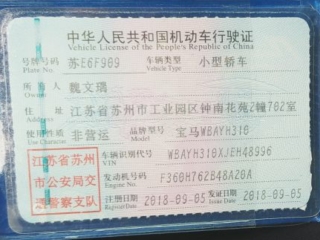 中华人民共和国机动车行驶证
Vehicle License of the People's Republic of China
号牌号码 苏E6F909 车辆类型 小型轿车
Plate No. Vehicle Type
所有人 魏文瑀
Owner
住址 江苏省苏州市工业园区钟南花苑2幢702室
Address
使用性质 非营运 品牌型号 宝马WBAYH310
Use Character Model
江苏省苏州
市公安局交
通警察支队
车辆识别代号 WBAYH310XJEH48996
VIN
发动机号码 F360H762B48A20A
Engine No.
注册日期 2018-09-05 发证日期 2018-09-05
Register Date Issue Date